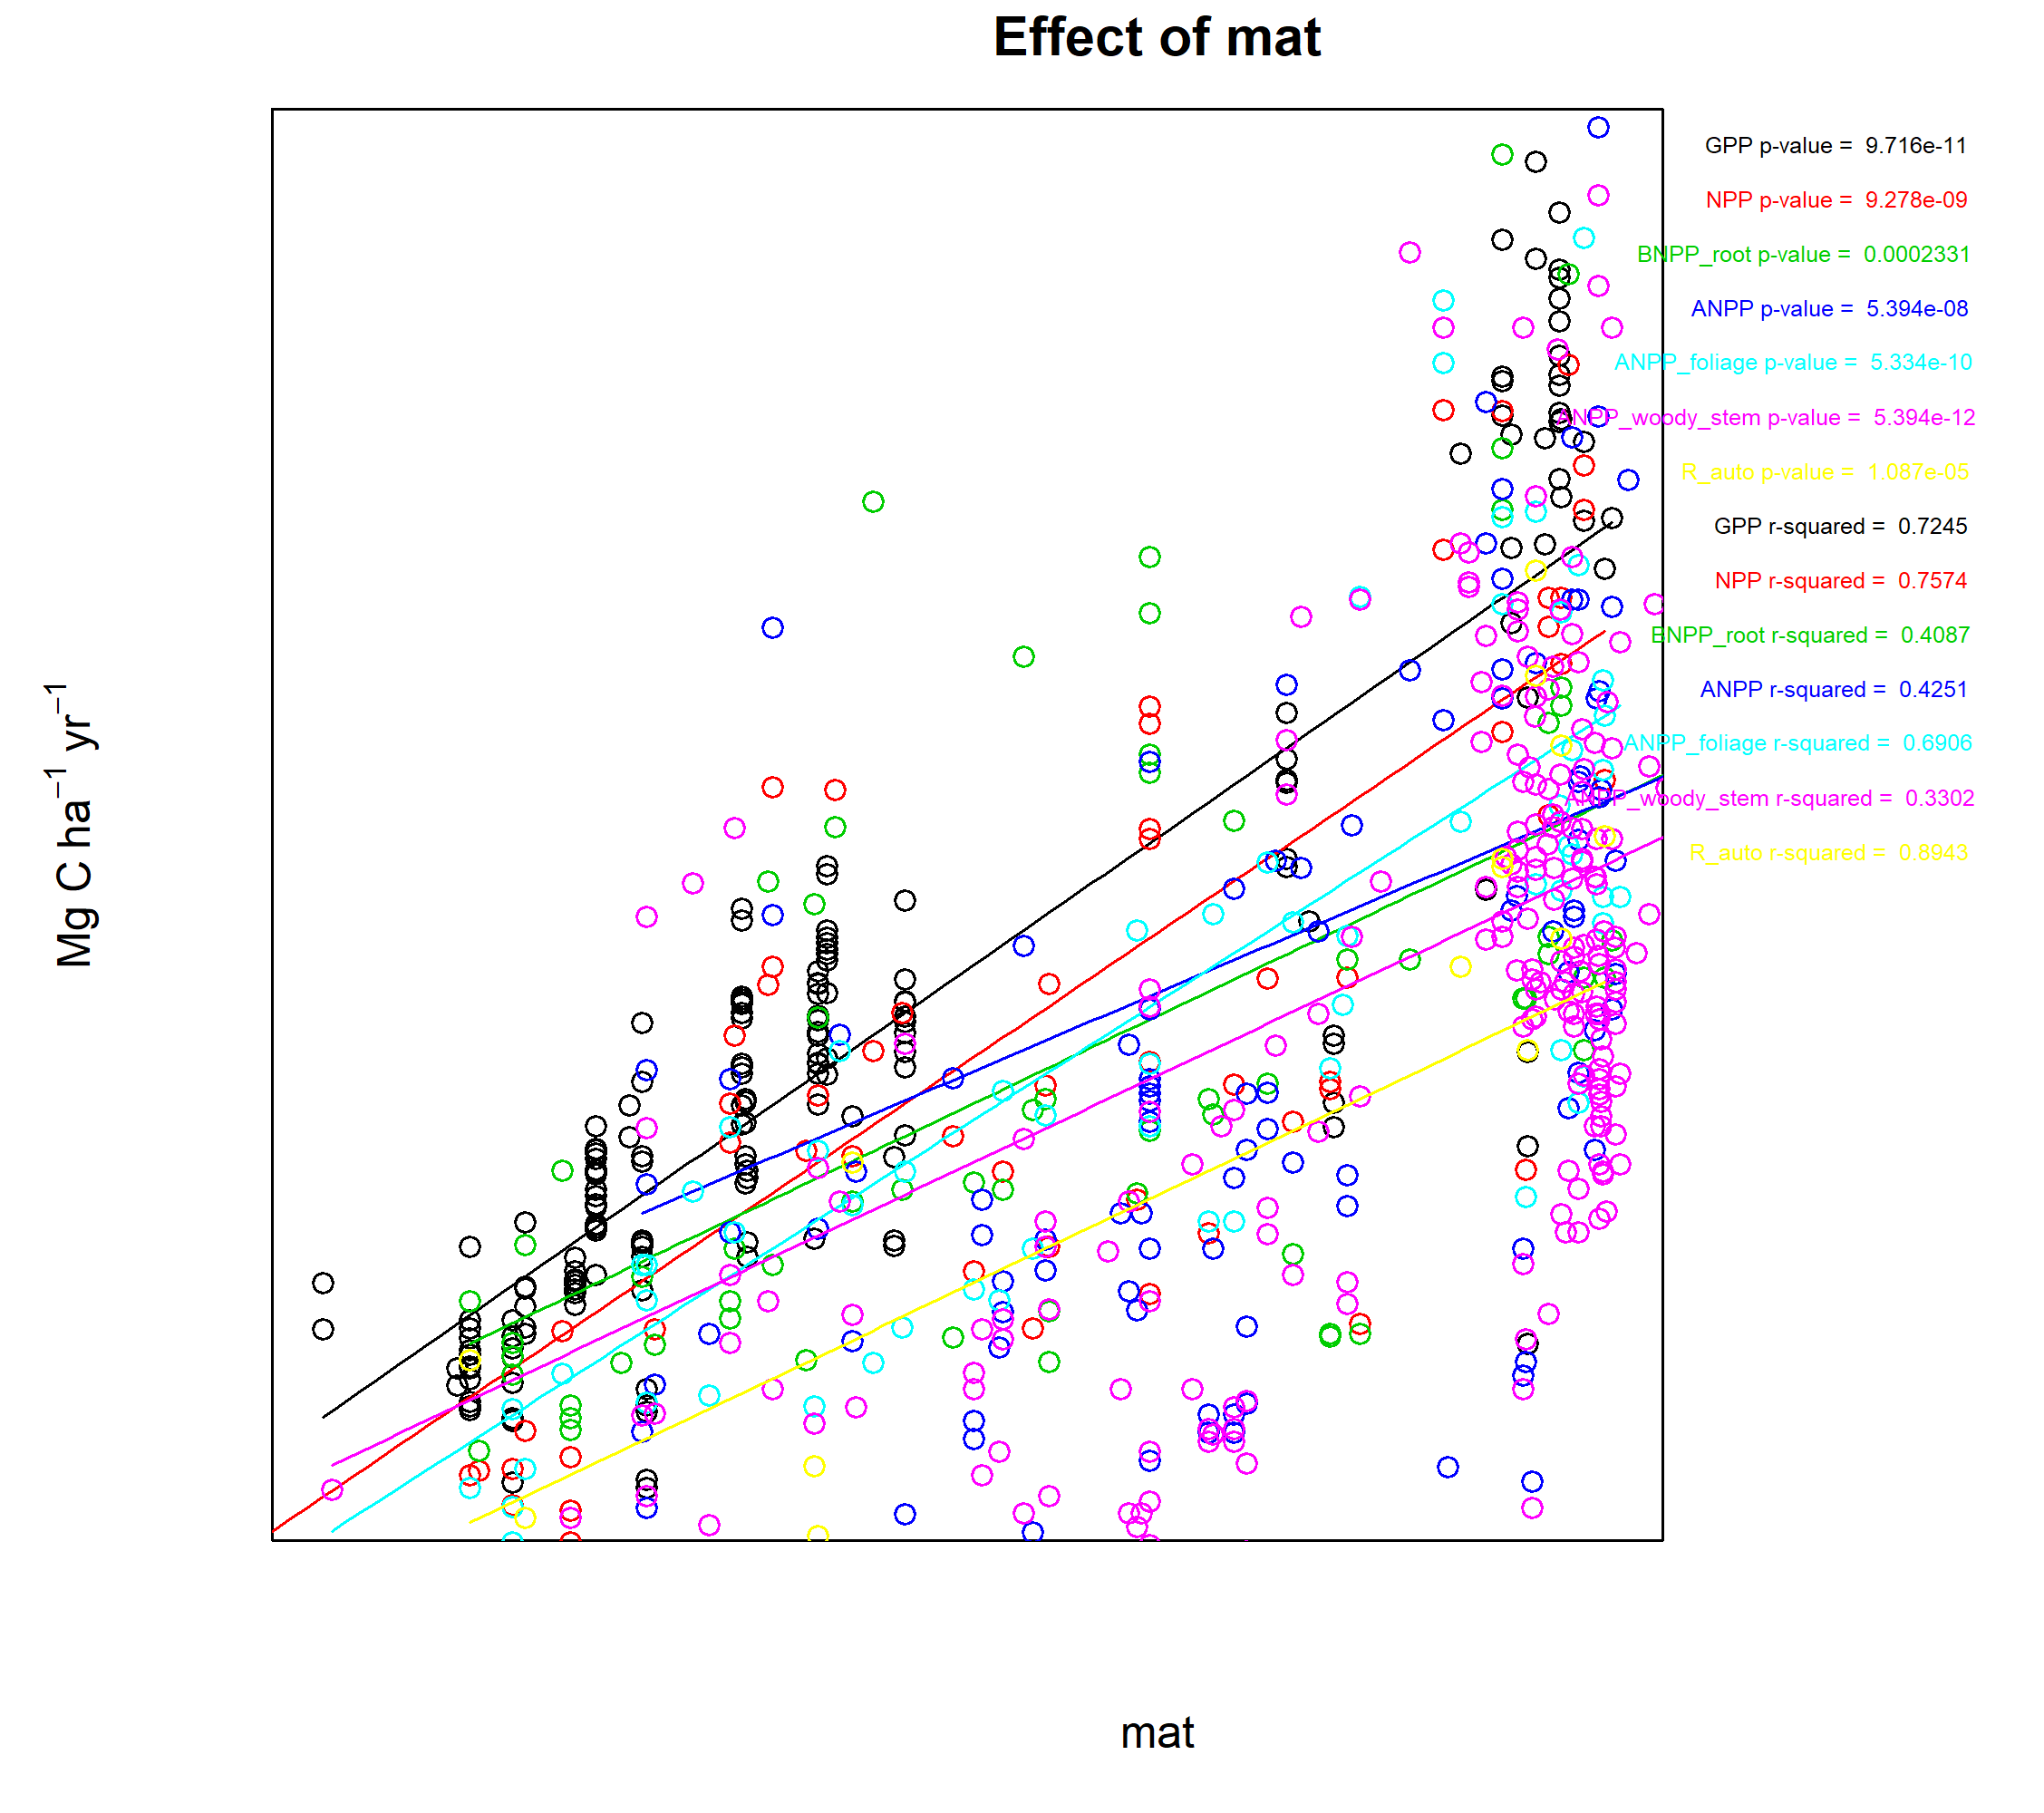 Effect of mat
GPP p-value = 9.716e-11
NPP p-value = 9.278e-09
BNPP_root p-value = 0.0002331
ANPP p-value = 5.394e-08
ANPP_foliage p-value = 5.334e-10
ANPP_woody_stem p-value = 5.394e-12
R_auto p-value = 1.087e-05
GPP r-squared = 0.7245
NPP r-squared = 0.7574
BNPP_root r-squared = 0.4087
ANPP r-squared = 0.4251
ANPP_foliage r-squared = 0.6906
ANPP_woody_stem r-squared = 0.3302
R_auto r-squared = 0.8943
Mg C ha⁻¹ yr⁻¹
mat